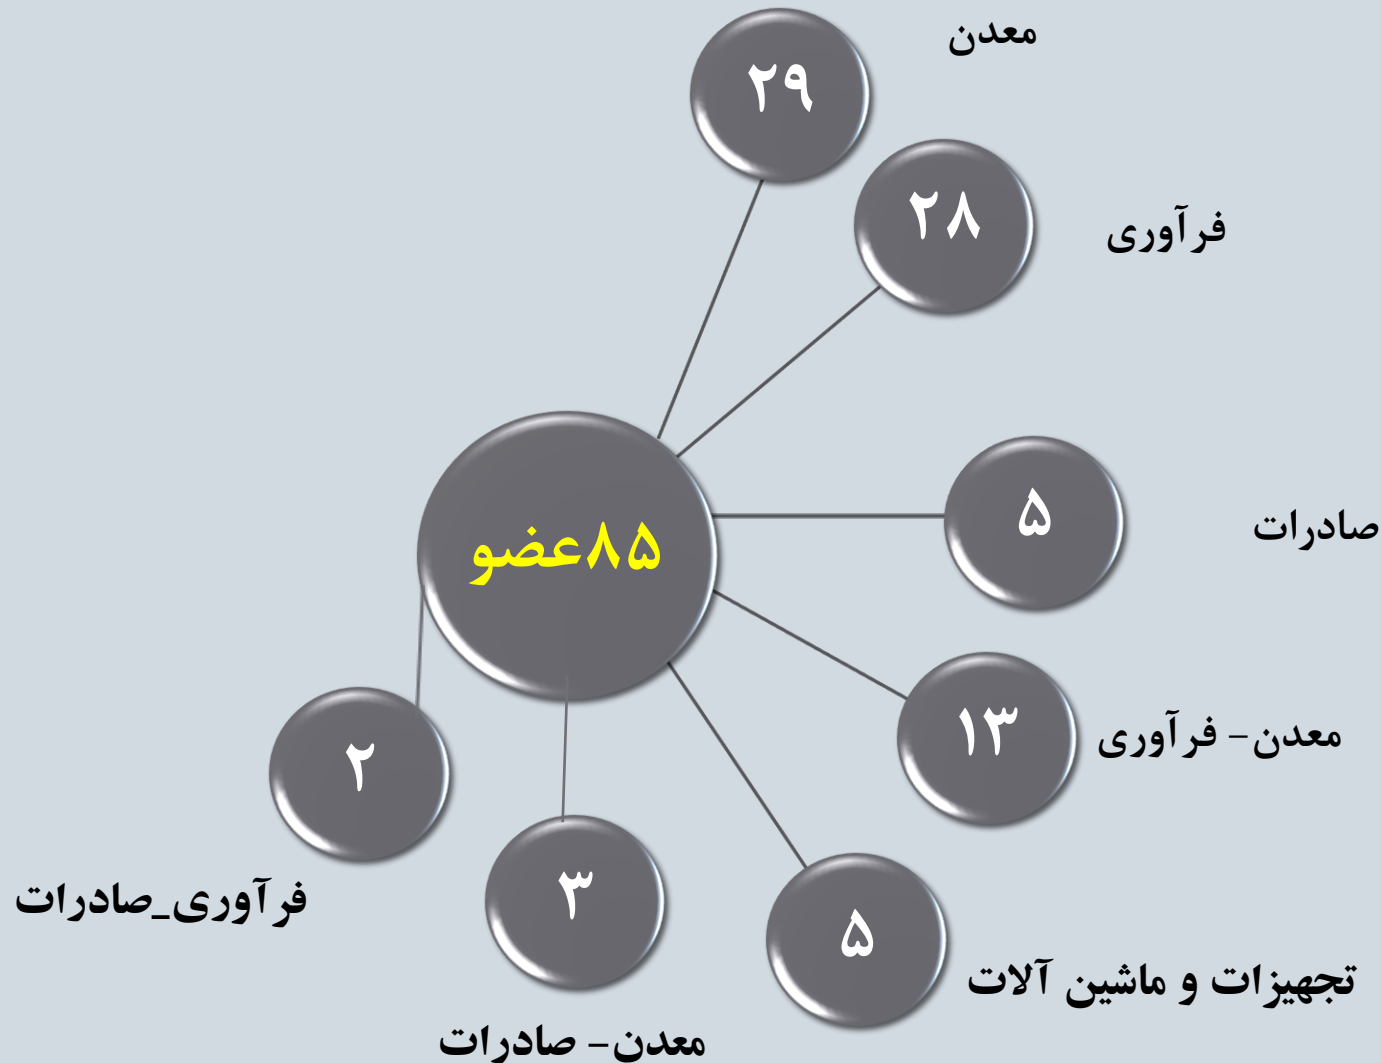 معدن
۲۹
فرآوری
۲۸
صادرات
۵
۸۵عضو
معدن- فرآوری
۱۳
تجهیزات و ماشین آلات
۵
معدن- صادرات
۳
فرآوری_صادرات
۲